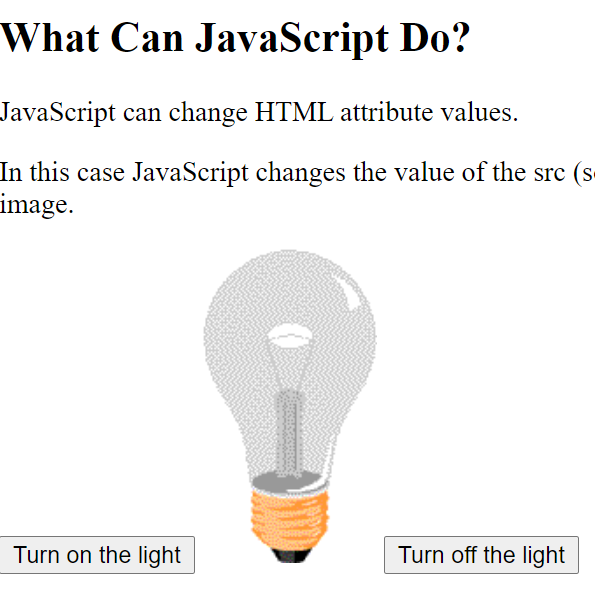 What Can JavaScript Do?
JavaScript can change HTML attribute values.
In this case JavaScript changes the value of the src
image.
Turn on the light
Turn off the light